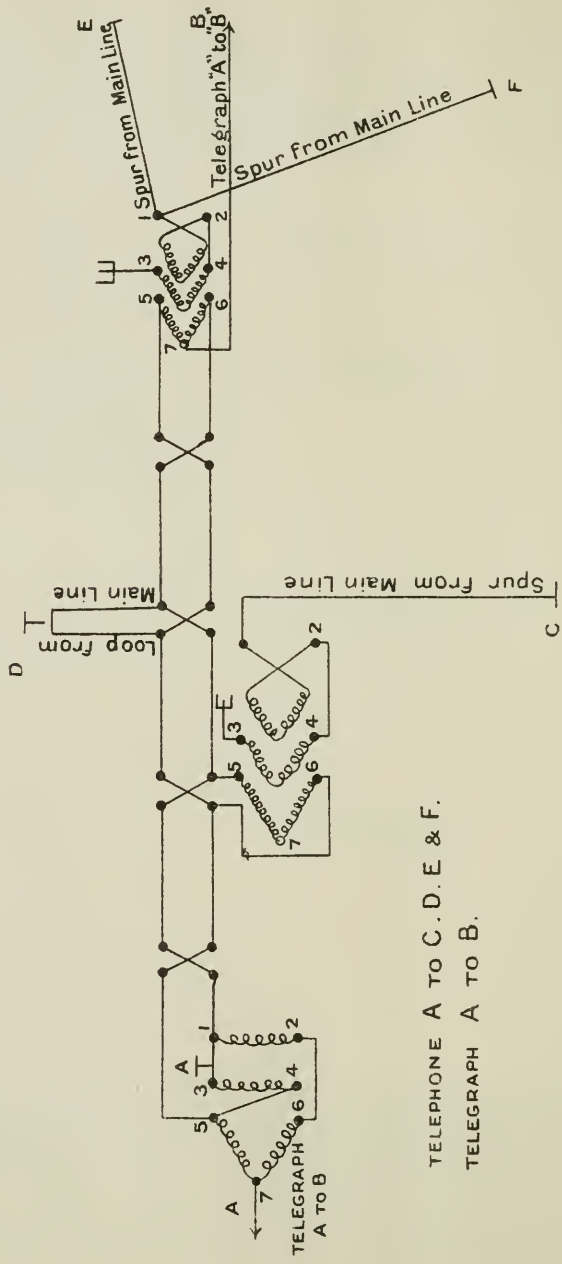 E
Spur from Main Line
B
Telegraph "A" to "B"
Spur from Main Line
F
1
2
3
4
5
6
7
E
D
Main Line
Loop from
Spur From Main Line
C
2
3
4
5
6
7
E
A
1
2
3
4
5
6
7
A
TELEGRAPH
A TO B
TELEPHONE A TO C. D. E & F.
TELEGRAPH A TO B.